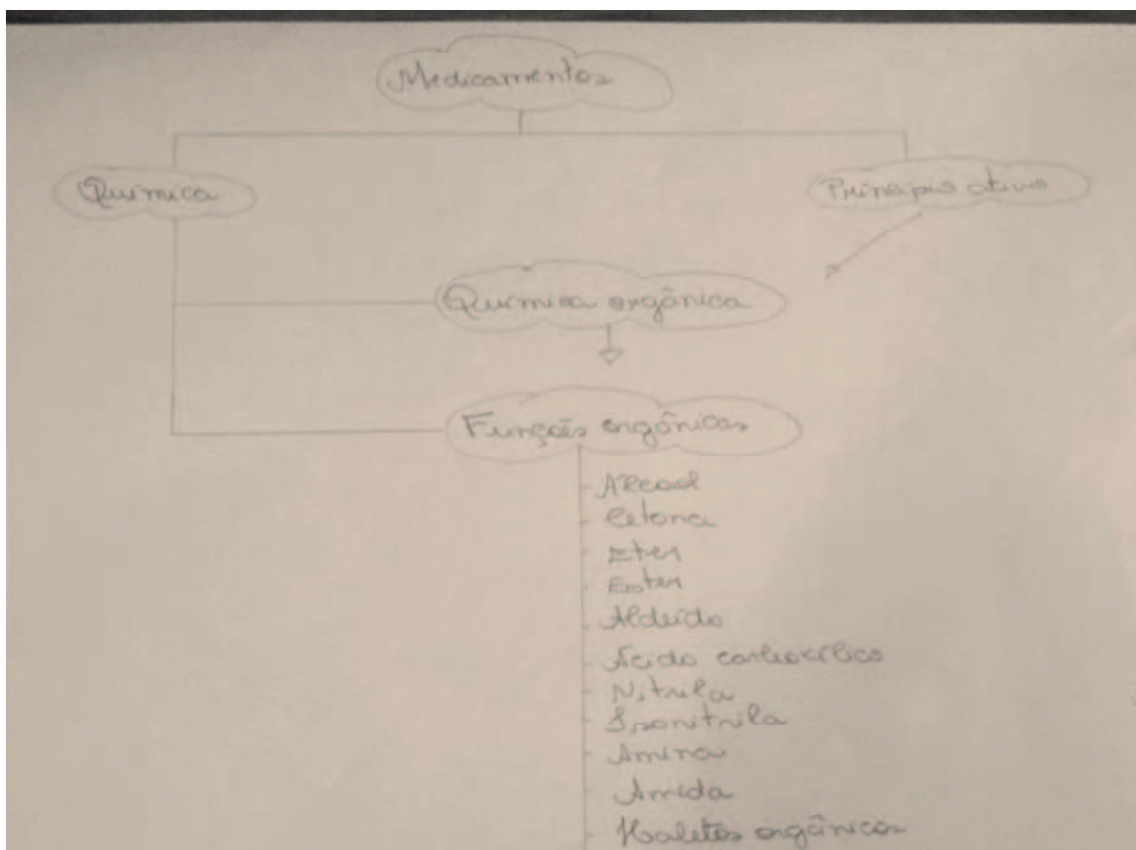 Medicamentos
Química
Princípio ativo
Química orgânica
Funções orgânicas
Álcool
Cetona
Éter
Ester
Aldeído
Ácido carboxílico
Nitrila
Isonitrila
Amina
Amida
Haletos orgânicos